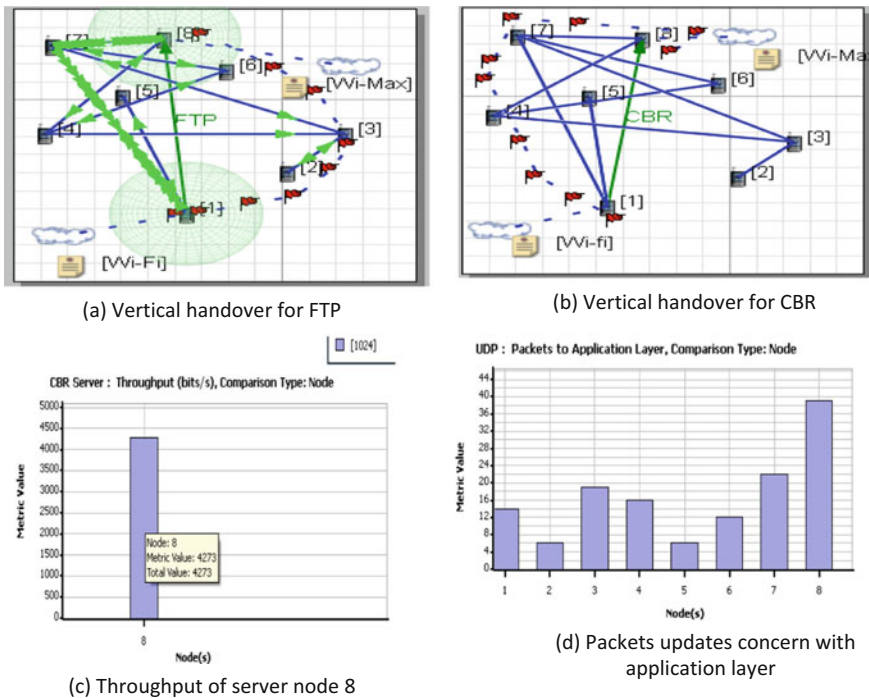 [7]
[8]
[6]
[Wi-Max]
[5]
FTP
[4]
[3]
[2]
[1]
[Wi-Fi]
(a) Vertical handover for FTP
[7]
[8]
[Wi-Max]
[6]
[5]
CBR
[4]
[3]
[2]
[1]
[Wi-fi]
(b) Vertical handover for CBR
[1024]
CBR Server : Throughput (bits/s), Comparison Type: Node
Metric Value
5000
4500
4000
3500
3000
2500
2000
1500
1000
500
0
Node: 8
Metric Value: 4273
Total Value: 4273
8
Node(s)
(c) Throughput of server node 8
UDP : Packets to Application Layer, Comparison Type: Node
Metric Value
44
40
36
32
28
24
20
16
12
8
4
0
1 2 3 4 5 6 7 8
Node(s)
(d) Packets updates concern with
application layer